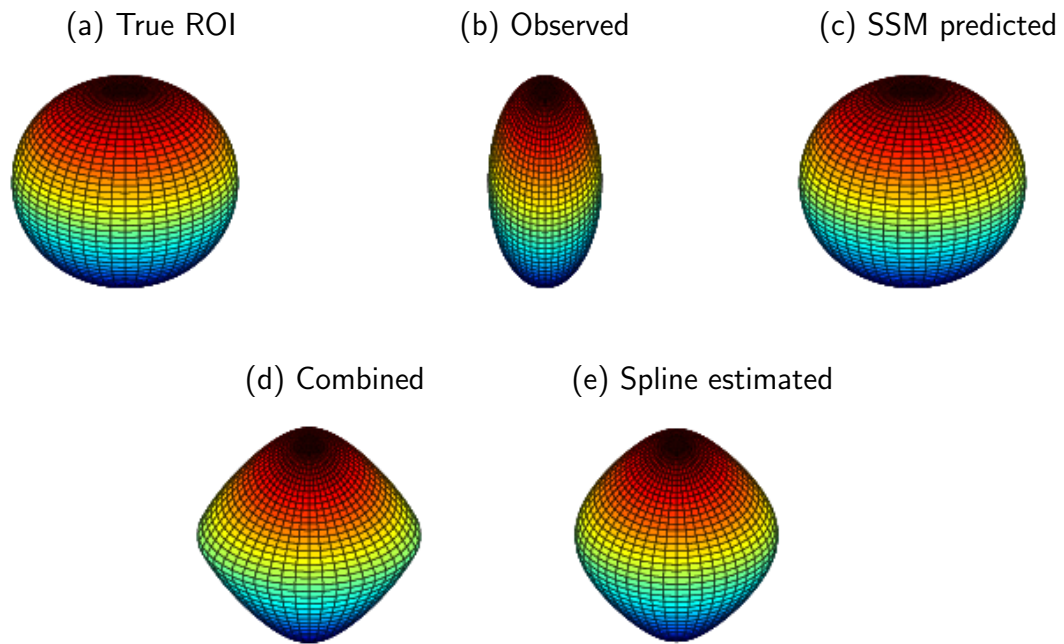 (a) True ROI
(b) Observed
(c) SSM predicted
(d) Combined
(e) Spline estimated